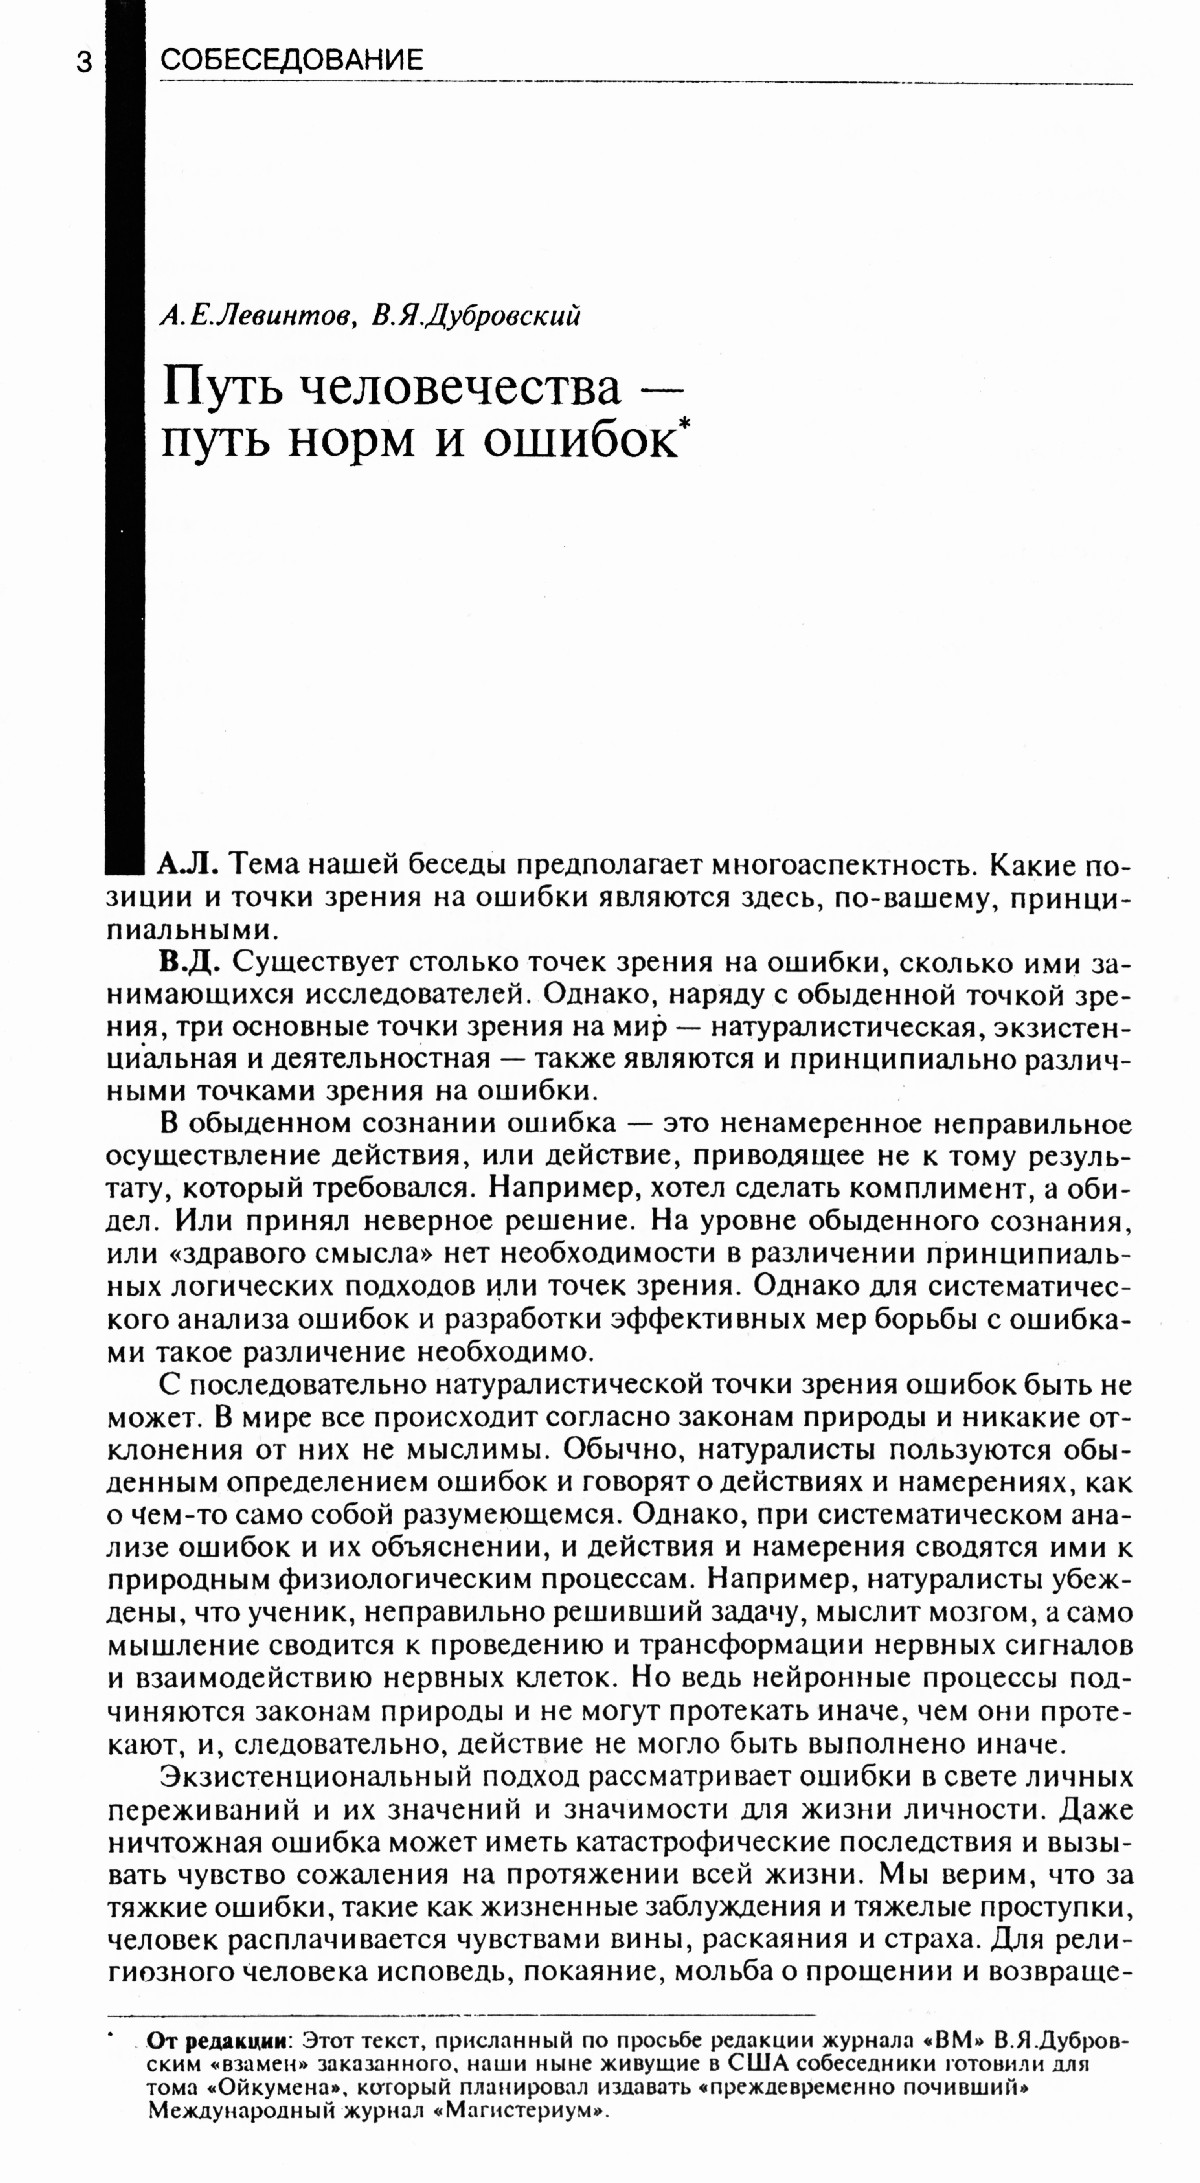 3
СОБЕСЕДОВАНИЕ
А.Е.Левинтов, В.Я.Дубровский
Путь человечества —
путь норм и ошибок*
А.Л. Тема нашей беседы предполагает многоаспектность. Какие по-
зиции и точки зрения на ошибки являются здесь, по-вашему, принци-
пиальными.
В.Д. Существует столько точек зрения на ошибки, сколько ими за-
нимающихся исследователей. Однако, наряду с обыденной точкой зре-
ния, три основные точки зрения на мир — натуралистическая, экзистен-
циальная и деятельностная — также являются и принципиально различ-
ными точками зрения на ошибки.
В обыденном сознании ошибка — это ненамеренное неправильное
осуществление действия, или действие, приводящее не к тому резуль-
тату, который требовался. Например, хотел сделать комплимент, а оби-
дел. Или принял неверное решение. На уровне обыденного сознания,
или «здравого смысла» нет необходимости в различении принципиаль-
ных логических подходов или точек зрения. Однако для систематичес-
кого анализа ошибок и разработки эффективных мер борьбы с ошибка-
ми такое различение необходимо.
С последовательно натуралистической точки зрения ошибок быть не
может. В мире все происходит согласно законам природы и никакие от-
клонения от них не мыслимы. Обычно, натуралисты пользуются обы-
денным определением ошибок и говорят о действиях и намерениях, как
о чем-то само собой разумеющемся. Однако, при систематическом ана-
лизе ошибок и их объяснении, и действия и намерения сводятся ими к
природным физиологическим процессам. Например, натуралисты убеж-
дены, что ученик, неправильно решивший задачу, мыслит мозгом, а само
мышление сводится к проведению и трансформации нервных сигналов
и взаимодействию нервных клеток. Но ведь нейронные процессы под-
чиняются законам природы и не могут протекать иначе, чем они проте-
кают, и, следовательно, действие не могло быть выполнено иначе.
Экзистенциональный подход рассматривает ошибки в свете личных
переживаний и их значений и значимости для жизни личности. Даже
ничтожная ошибка может иметь катастрофические последствия и вызы-
вать чувство сожаления на протяжении всей жизни. Мы верим, что за
тяжкие ошибки, такие как жизненные заблуждения и тяжелые проступки,
человек расплачивается чувствами вины, раскаяния и страха. Для рели-
гиозного человека исповедь, покаяние, мольба о прощении и возвраще-
* От редакции: Этот текст, присланный по просьбе редакции журнала «ВМ» В.Я.Дубров-
ским «взамен» заказанного, наши ныне живущие в США собеседники готовили для
тома «Ойкумена», который планировал издавать «преждевременно почивший»
Международный журнал «Магистериум».